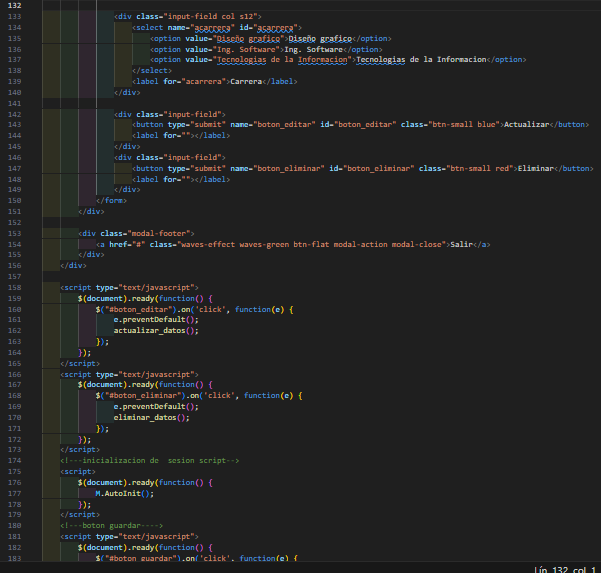 132
133 <div class="input-field col s12">
134 <select name="acarrera" id="acarrera">
135 <option value="Diseño grafico">Diseño grafico</option>
136 <option value="Ing. Software">Ing. Software</option>
137 <option value="Tecnologias de la Informacion">Tecnologias de la Informacion</option>
138 </select>
139 <label for="acarrera">Carrera</label>
140 </div>
141
142 <div class="input-field">
143 <button type="submit" name="boton_editar" id="boton_editar" class="btn-small blue">Actualizar</button>
144 <label for=""></label>
145 </div>
146 <div class="input-field">
147 <button type="submit" name="boton_eliminar" id="boton_eliminar" class="btn-small red">Eliminar</button>
148 <label for=""></label>
149 </div>
150 </form>
151 </div>
152
153 <div class="modal-footer">
154 <a href="#" class="waves-effect waves-green btn-flat modal-action modal-close">Salir</a>
155 </div>
156 </div>
157
158 <script type="text/javascript">
159 $(document).ready(function() {
160 $("#boton_editar").on('click', function(e) {
161 e.preventDefault();
162 actualizar_datos();
163 });
164 });
165 </script>
166 <script type="text/javascript">
167 $(document).ready(function() {
168 $("#boton_eliminar").on('click', function(e) {
169 e.preventDefault();
170 eliminar_datos();
171 });
172 });
173 </script>
174 <!---inicializacion de  sesion script-->
175 <script>
176 $(document).ready(function() {
177 M.AutoInit();
178 });
179 </script>
180 <!---boton guardar---->
181 <script type="text/javascript">
182 $(document).ready(function() {
183 $("#boton_guardar").on('click', function(e) {
Lín. 132, col. 1